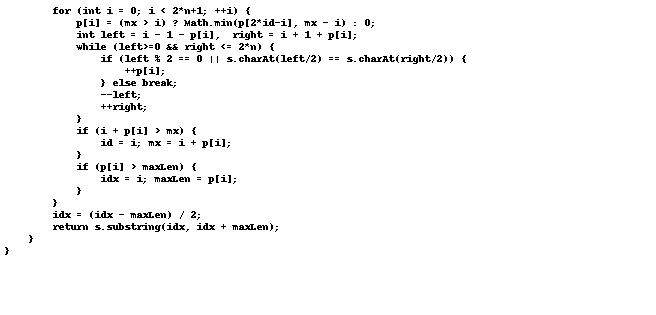 for (int i = 0; i < 2*n+1; ++i) {
p[i] = (mx > i) ? Math.min(p[2*id-i], mx - i) : 0;
int left = i - 1 - p[i],  right = i + 1 + p[i];
while (left>=0 && right <= 2*n) {
if (left % 2 == 0 || s.charAt(left/2) == s.charAt(right/2)) {
++p[i];
} else break;
--left;
++right;
}
if (i + p[i] > mx) {
id = i; mx = i + p[i];
}
if (p[i] > maxLen) {
idx = i; maxLen = p[i];
}
}
idx = (idx - maxLen) / 2;
return s.substring(idx, idx + maxLen);
}
}